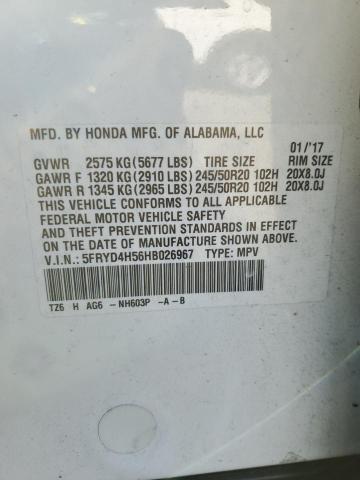 MFD. BY HONDA MFG. OF ALABAMA, LLC
01/'17
GVWR 2575 KG (5677 LBS) TIRE SIZE RIM SIZE
GAWR F 1320 KG (2910 LBS) 245/50R20 102H 20X8.0J
GAWR R 1345 KG (2965 LBS) 245/50R20 102H 20X8.0J
THIS VEHICLE CONFORMS TO ALL APPLICABLE
FEDERAL MOTOR VEHICLE SAFETY
AND THEFT PREVENTION STANDARDS IN EFFECT ON
THE DATE OF MANUFACTURE SHOWN ABOVE.
V.I.N.: 5FRYD4H56HB026967 TYPE: MPV
TZ6 H AG6 -NH603P -A-B